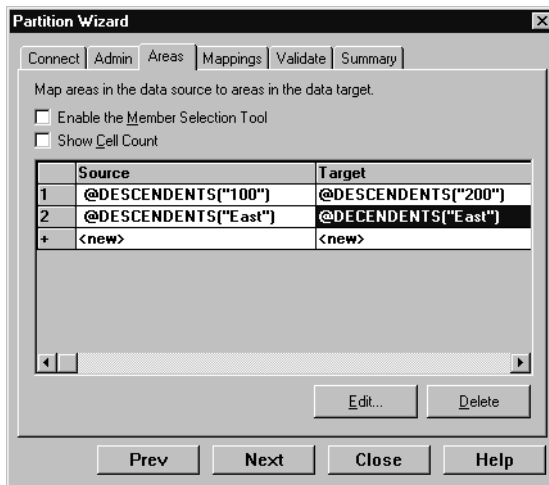 Partition Wizard
Connect Admin Areas Mappings Validate Summary
Map areas in the data source to areas in the data target.
Enable the Member Selection Tool
Show Cell Count
Source Target
1 @DESCENDENTS("100") @DESCENDENTS("200")
2 @DESCENDENTS("East") @DECENDENTS("East")
+ <new> <new>
Edit... Delete
Prev Next Close Help